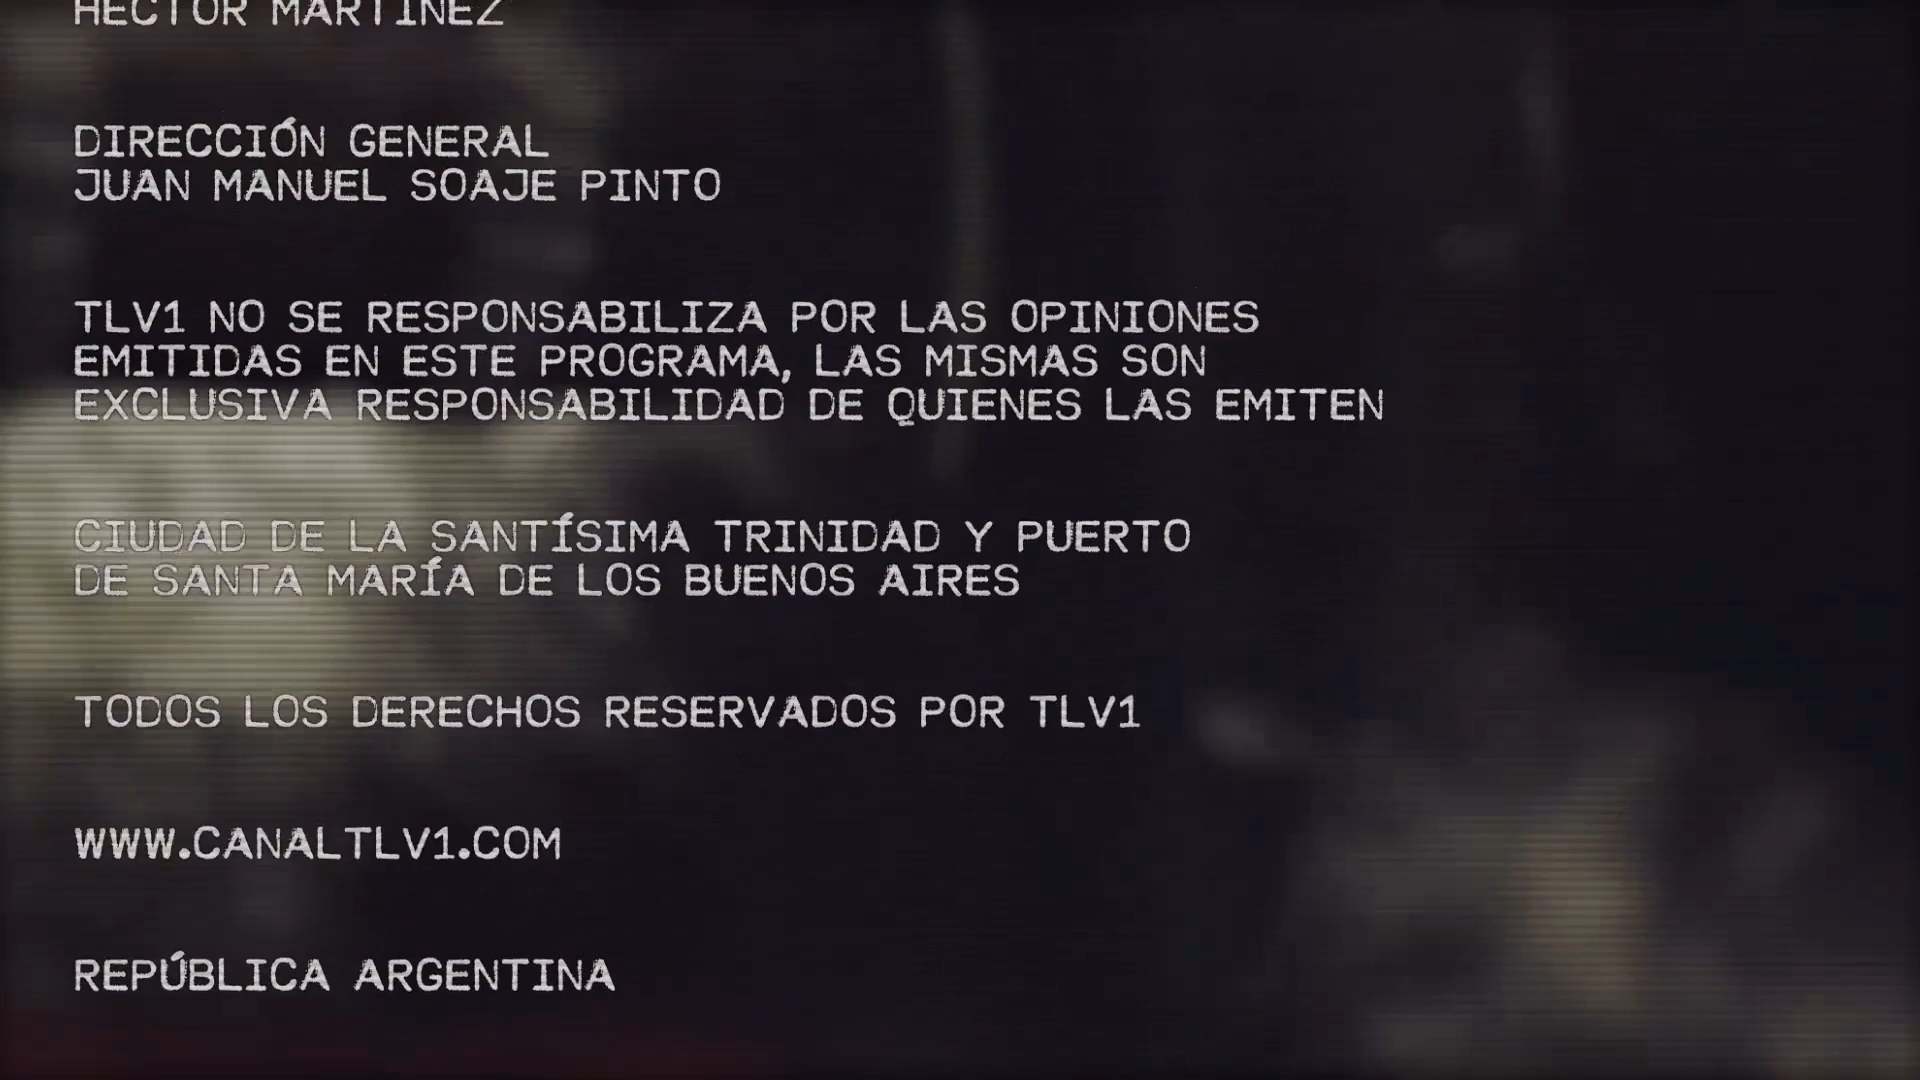 HÉCTOR MARTÍNEZ
DIRECCIÓN GENERAL
JUAN MANUEL SOAJE PINTO
TLV1 NO SE RESPONSABILIZA POR LAS OPINIONES
EMITIDAS EN ESTE PROGRAMA, LAS MISMAS SON
EXCLUSIVA RESPONSABILIDAD DE QUIENES LAS EMITEN
CIUDAD DE LA SANTÍSIMA TRINIDAD Y PUERTO
DE SANTA MARÍA DE LOS BUENOS AIRES
TODOS LOS DERECHOS RESERVADOS POR TLV1
WWW.CANALTLV1.COM
REPÚBLICA ARGENTINA